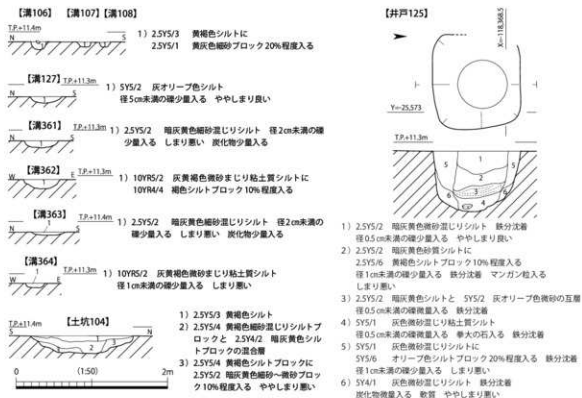 【溝106】 【溝107】【溝108】
T.P.+11.4m
N S N S
1）2.5Y5/3 黄褐色シルトに
2.5Y5/1 黄灰色細砂ブロック20%程度入る
【溝127】
T.P.+11.3m
N S
1
1）5Y5/2 灰オリーブ色シルト
径5㎝未満の礫少量入る ややしまり良い
【溝361】
T.P.+11.3m
N S
1
1）2.5Y5/2 暗灰黄色細砂混じりシルト 径2㎝未満の礫
少量入る しまり悪い 炭化物少量入る
【溝362】
T.P.+11.3m
W E
1
1）10YR5/2 灰黄褐色微砂まじり粘土質シルトに
10YR4/4 褐色シルトブロック10%程度入る
【溝363】
T.P.+11.4m
N S
1
1）2.5Y5/2 暗灰黄色細砂混じりシルト 径2㎝未満の
礫少量入る しまり悪い 炭化物少量入る
【溝364】
T.P.+11.3m
W E
1
1）10YR5/2 灰黄褐色微砂まじり粘土質シルト
径1㎝未満の礫少量入る しまり悪い
【土坑104】
T.P.+11.4m
S N
1
2
3
1）2.5Y5/3 黄褐色シルト
2）2.5Y5/4 黄褐色細砂混じりシルトブ
ロックと 2.5Y4/2 暗灰黄色シル
トブロックの混合層
3）2.5Y5/4 黄褐色シルトブロックに
2.5Y5/2 暗灰黄色細砂～微砂ブロッ
ク10%程度入る ややしまり悪い
0 (1:50) 2m
【井戸125】
X=-118,368.5
Y=-25,573
T.P.+11.3m
1
2
3
4
5
5
6
6
1）2.5Y5/2 暗灰黄色微砂混じりシルト 鉄分沈着
径0.5㎝未満の礫少量入る ややしまり良い
2）2.5Y5/2 暗灰黄色砂質シルトに
2.5Y5/6 黄褐色シルトブロック10%程度入る
径1㎝未満の礫少量入る 鉄分沈着 マンガン粒入る
しまり悪い
3）2.5Y5/2 暗灰黄色シルトと 5Y5/2 灰オリーブ色微砂の互層
径0.5㎝未満の礫微量入る 鉄分沈着
4）5Y5/1 灰色微砂混じり粘土質シルト
径0.5㎝未満の礫微量入る 拳大の石入る 鉄分沈着
5）5Y5/1 灰色微砂混じりシルトに
5Y5/6 オリーブ色シルトブロック20%程度入る 鉄分沈着
径1㎝未満の礫少量入る しまり悪い
6）5Y4/1 灰色微砂混じりシルト 鉄分沈着
炭化物微量入る 軟質 ややしまり悪い